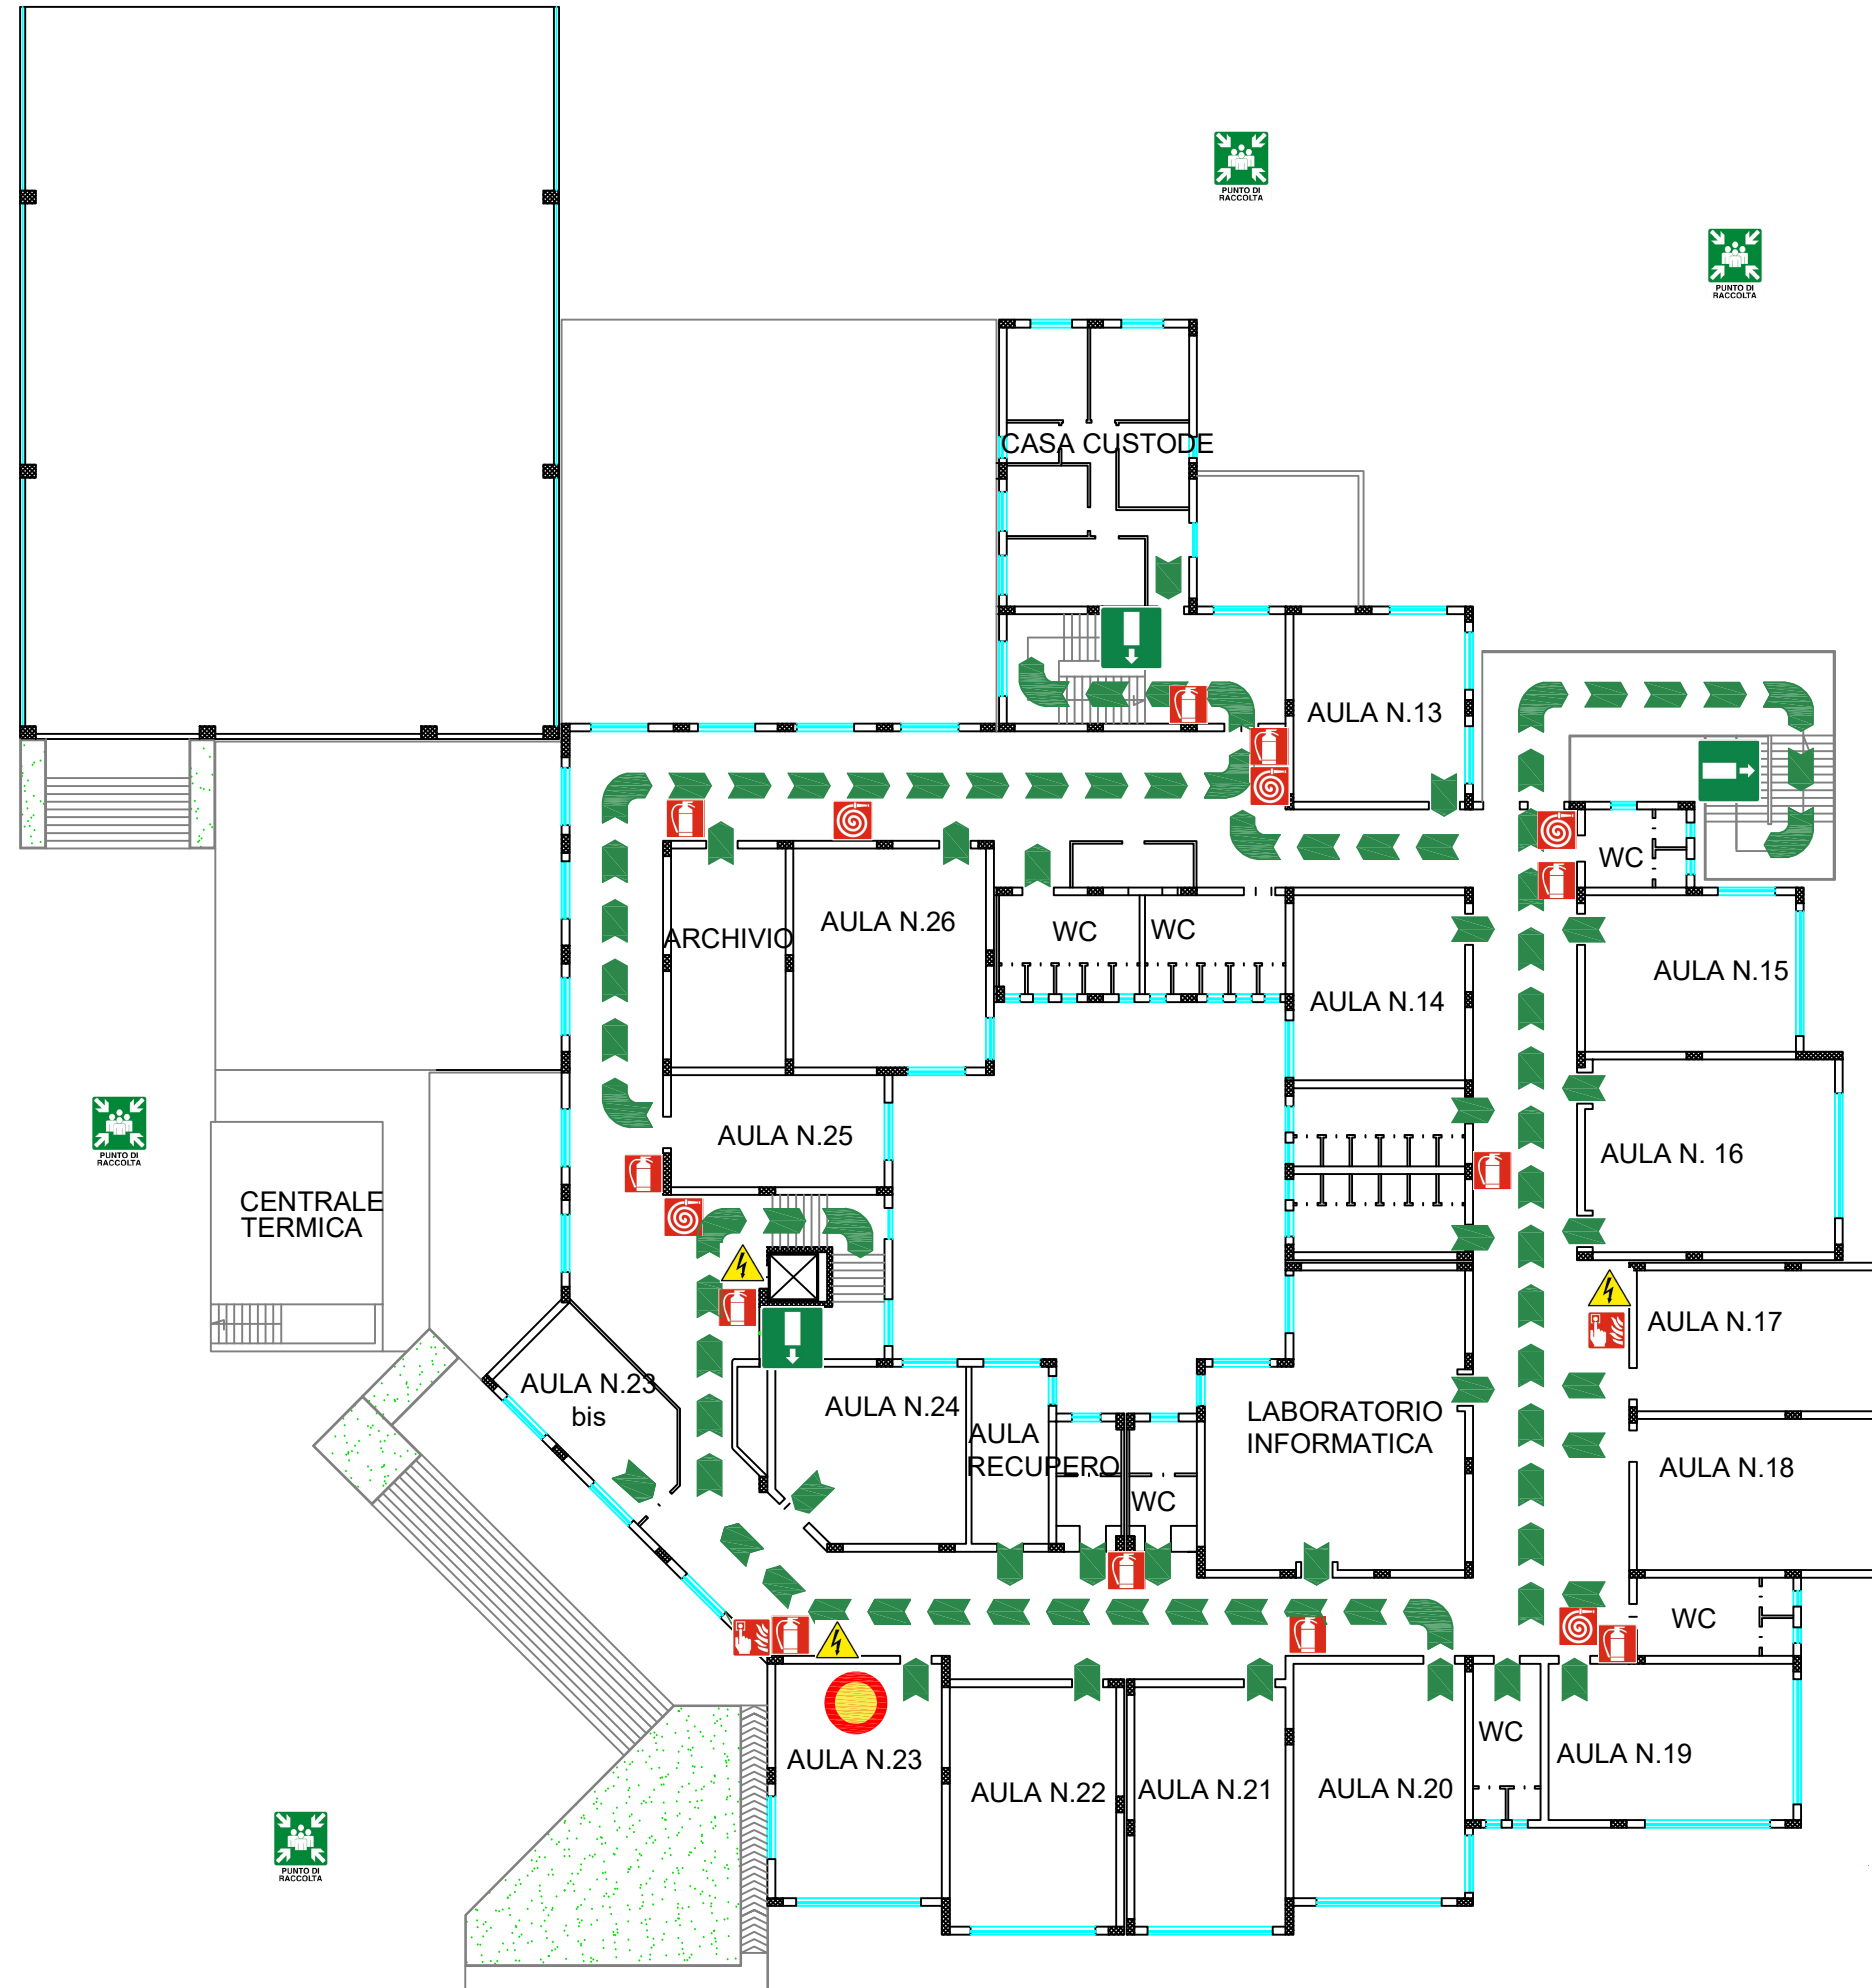 PUNTO DI
RACCOLTA
PUNTO DI
RACCOLTA
CASA CUSTODE
AULA N.13
WC
AULA N.26
ARCHIVIO
WC
WC
AULA N.15
AULA N.14
PUNTO DI
RACCOLTA
AULA N.25
AULA N. 16
CENTRALE
TERMICA
AULA N.17
AULA N.23
bis
AULA N.24
AULA
RECUPERO
LABORATORIO
INFORMATICA
AULA N.18
WC
WC
WC
AULA N.23
AULA N.22
AULA N.21
AULA N.20
AULA N.19
PUNTO DI
RACCOLTA